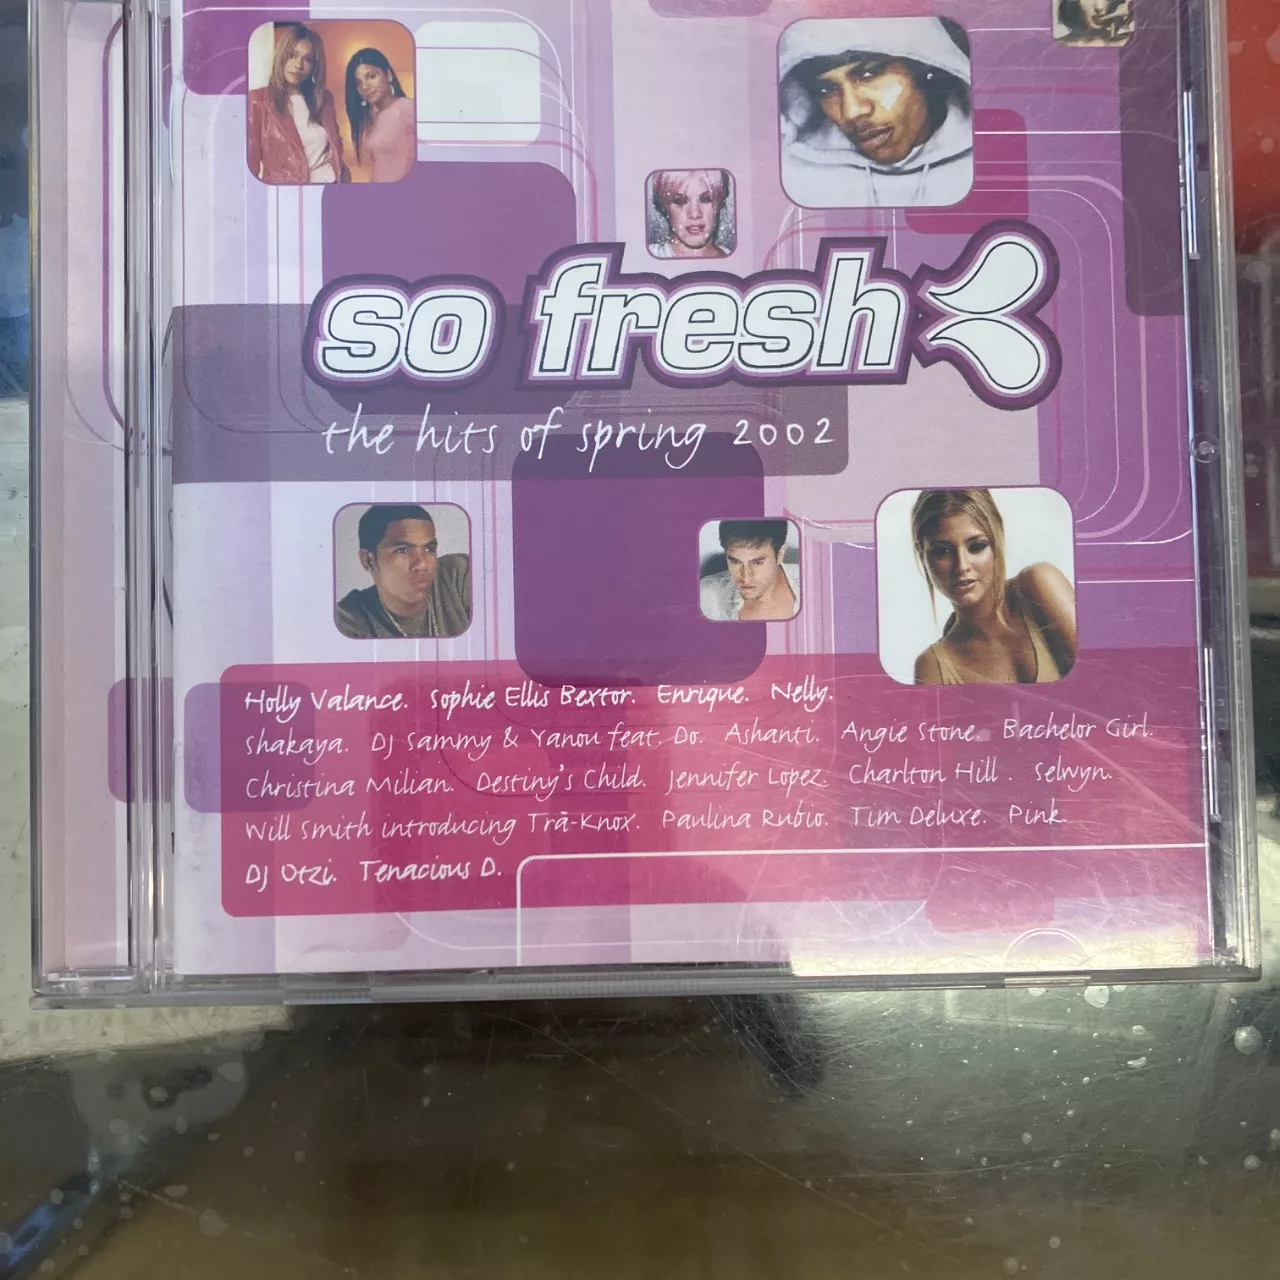 so fresh
the hits of spring 2002
Holly Valance. Sophie Ellis Bextor. Enrique. Nelly.
Shakaya. DJ Sammy & Yanou feat. Do. Ashanti. Angie Stone. Bachelor Girl.
Christina Milian. Destiny's Child. Jennifer Lopez. Charlton Hill. Selwyn.
Will Smith introducing Trā-Knox. Paulina Rubio. Tim Deluxe. Pink.
DJ Otzi. Tenacious D.